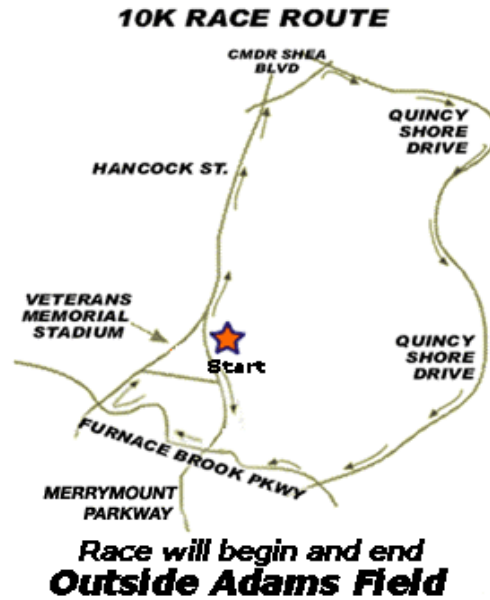 10K RACE ROUTE
CMDR SHEA
BLVD
QUINCY
SHORE
DRIVE
HANCOCK ST.
VETERANS
MEMORIAL
STADIUM
Start
QUINCY
SHORE
DRIVE
FURNACE BROOK PKWY
MERRYMOUNT
PARKWAY
Race will begin and end
Outside Adams Field